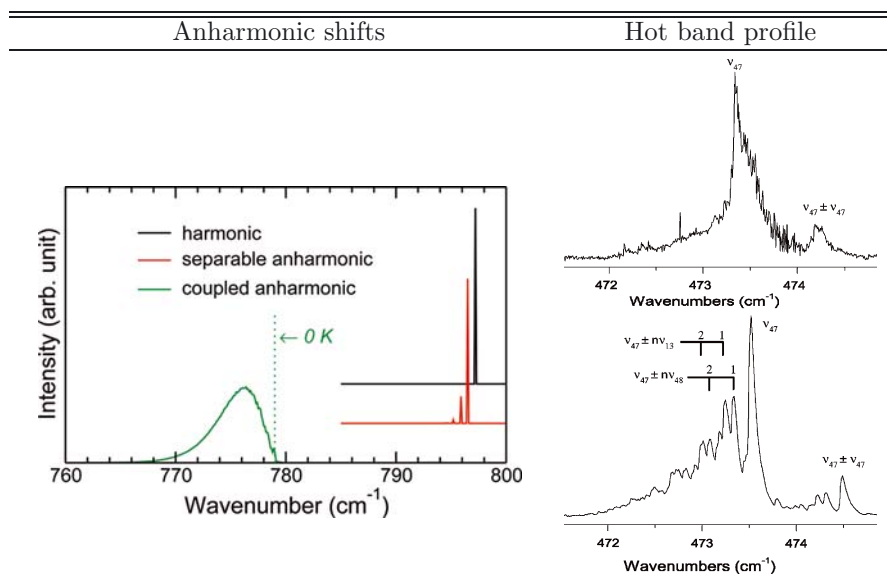 Anharmonic shifts
Hot band profile
Intensity (arb. unit)
harmonic
separable anharmonic
coupled anharmonic
← 0 K
760 770 780 790 800
Wavenumber (cm⁻¹)
ν₄₇
ν₄₇ ± ν₄₇
472 473 474
Wavenumbers (cm⁻¹)
ν₄₇
2 1
ν₄₇ ± nν₁₃
2 1
ν₄₇ ± nν₄₈
ν₄₇ ± ν₄₇
472 473 474
Wavenumbers (cm⁻¹)